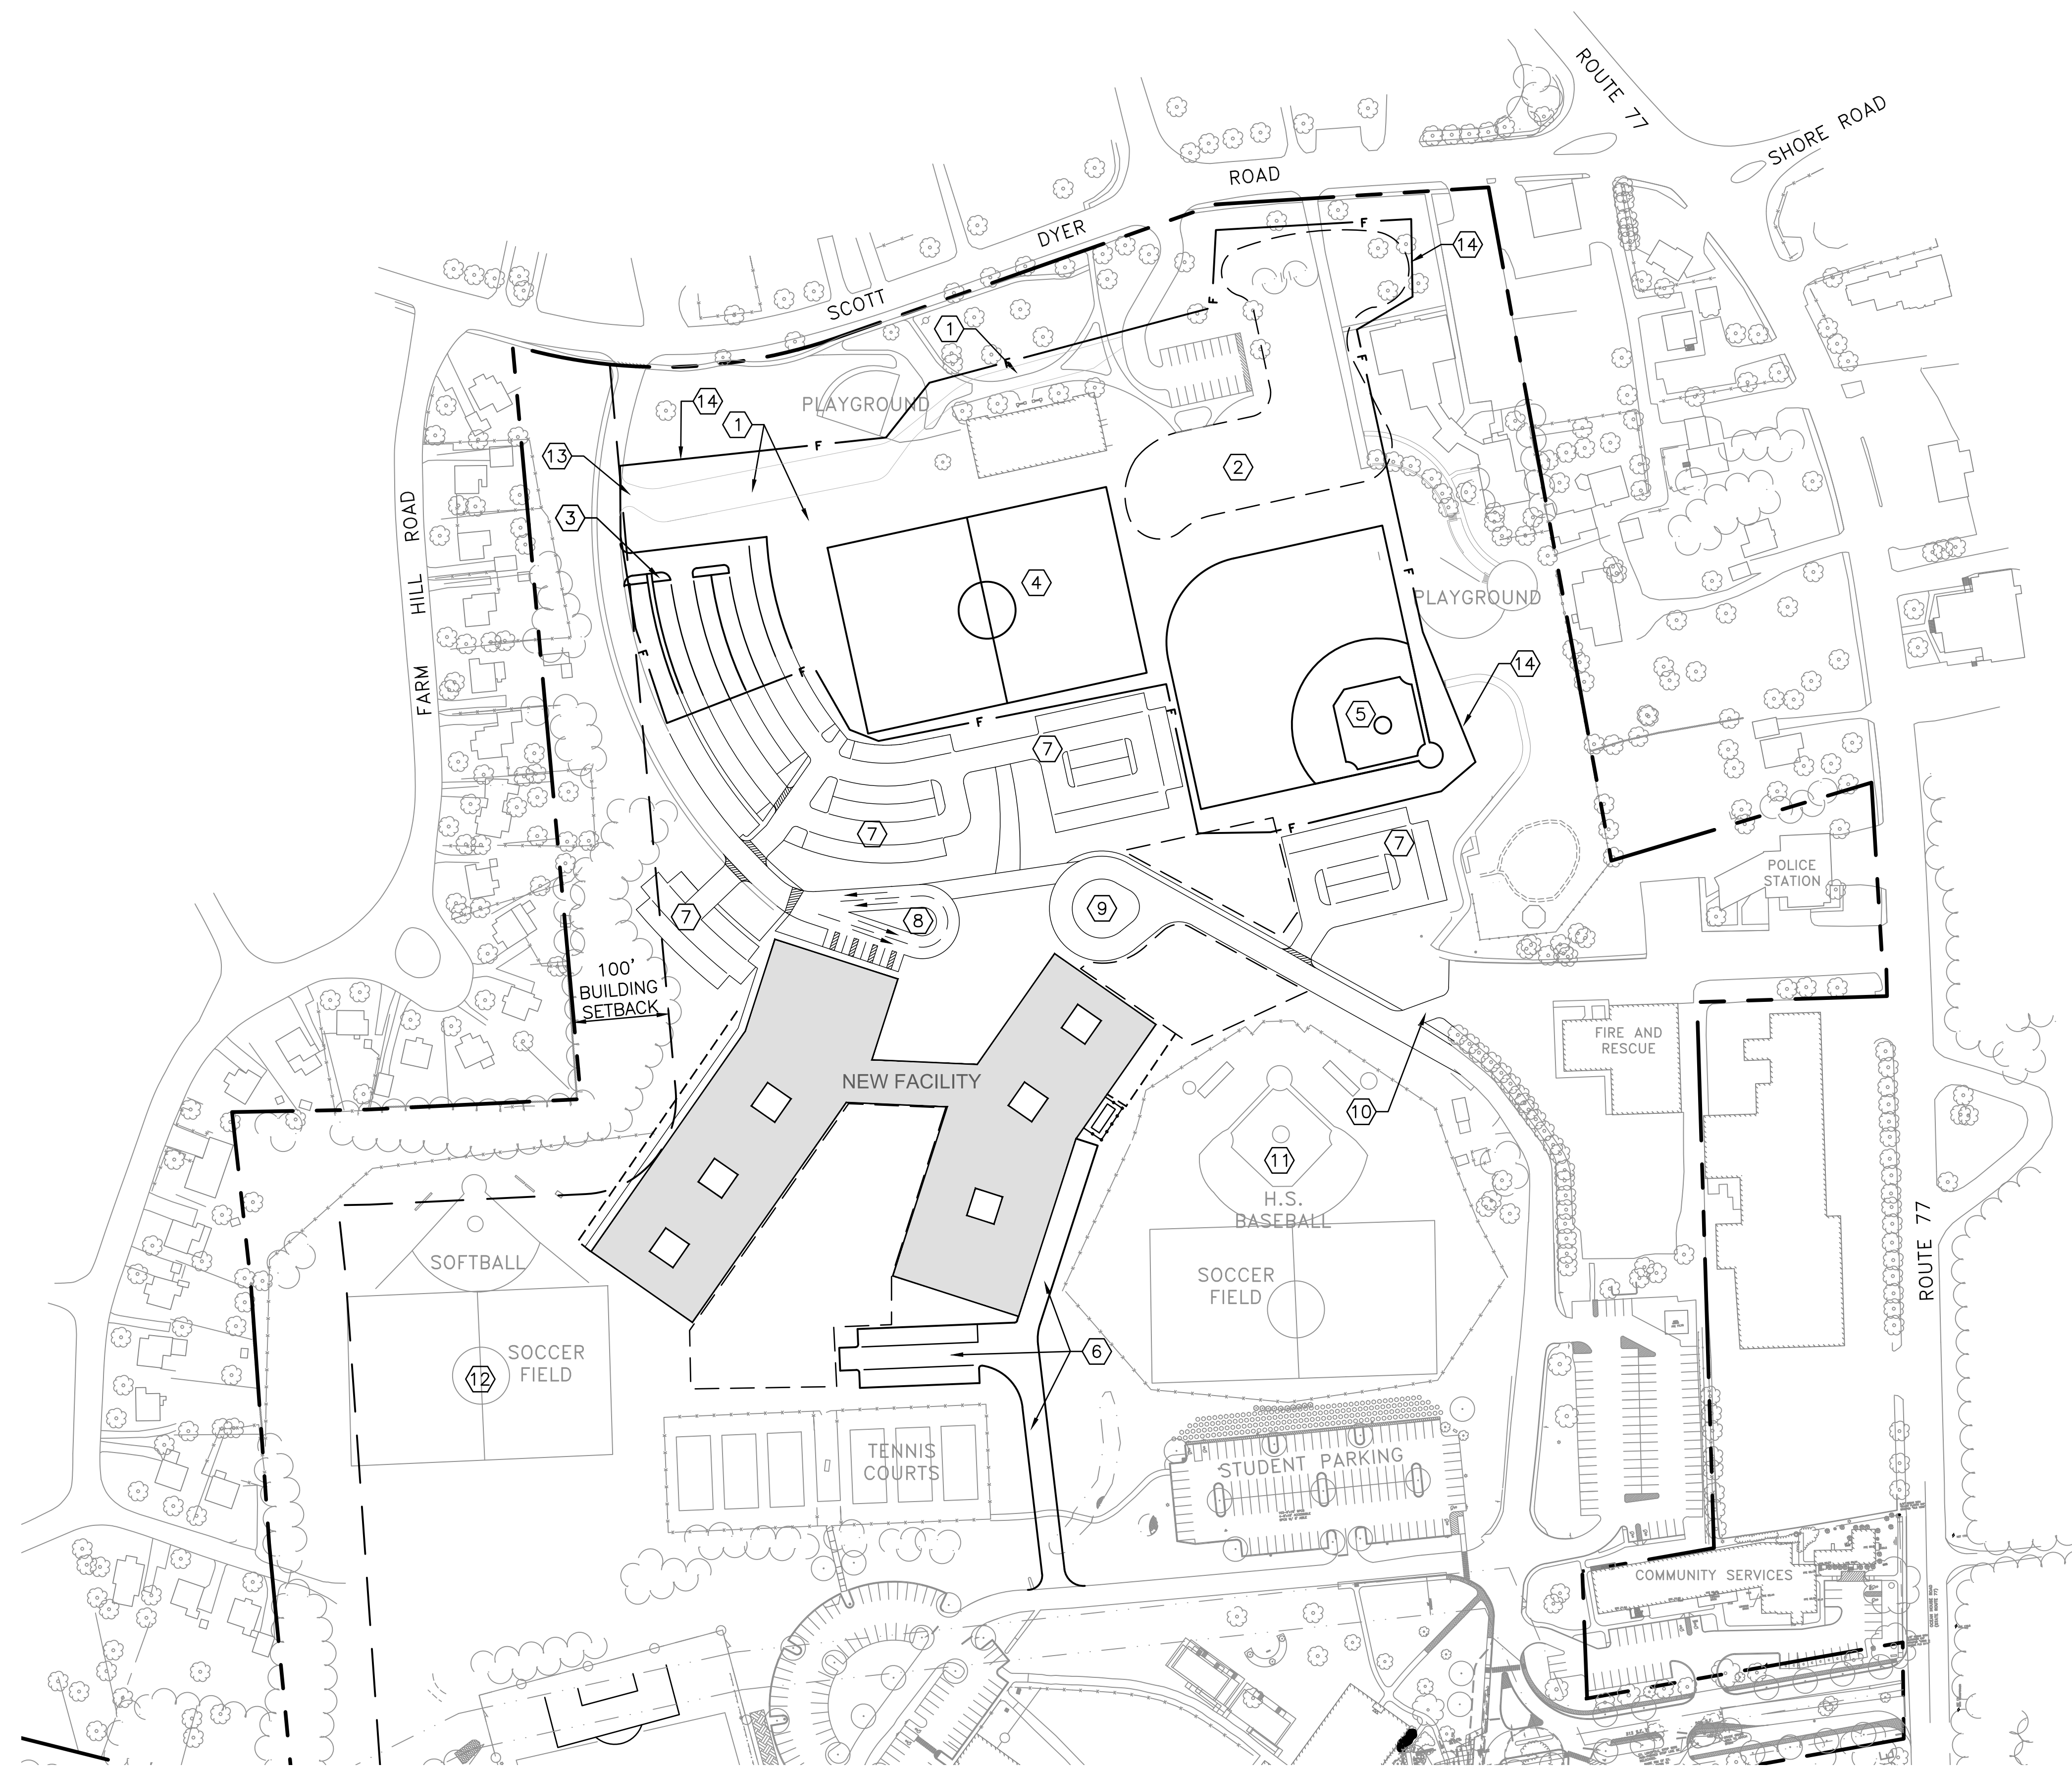 ROUTE 77
SHORE ROAD
ROAD
DYER
SCOTT
14
1
PLAYGROUND
14
1
13
2
3
FARM HILL ROAD
4
PLAYGROUND
14
5
7
7
7
POLICE
STATION
7
8
9
100'
BUILDING
SETBACK
FIRE AND
RESCUE
NEW FACILITY
10
11
H.S.
BASEBALL
SOFTBALL
SOCCER
FIELD
ROUTE 77
SOCCER
FIELD
12
6
TENNIS
COURTS
STUDENT PARKING
COMMUNITY SERVICES
F
F
F
F
F
F
F
F
F
F
F